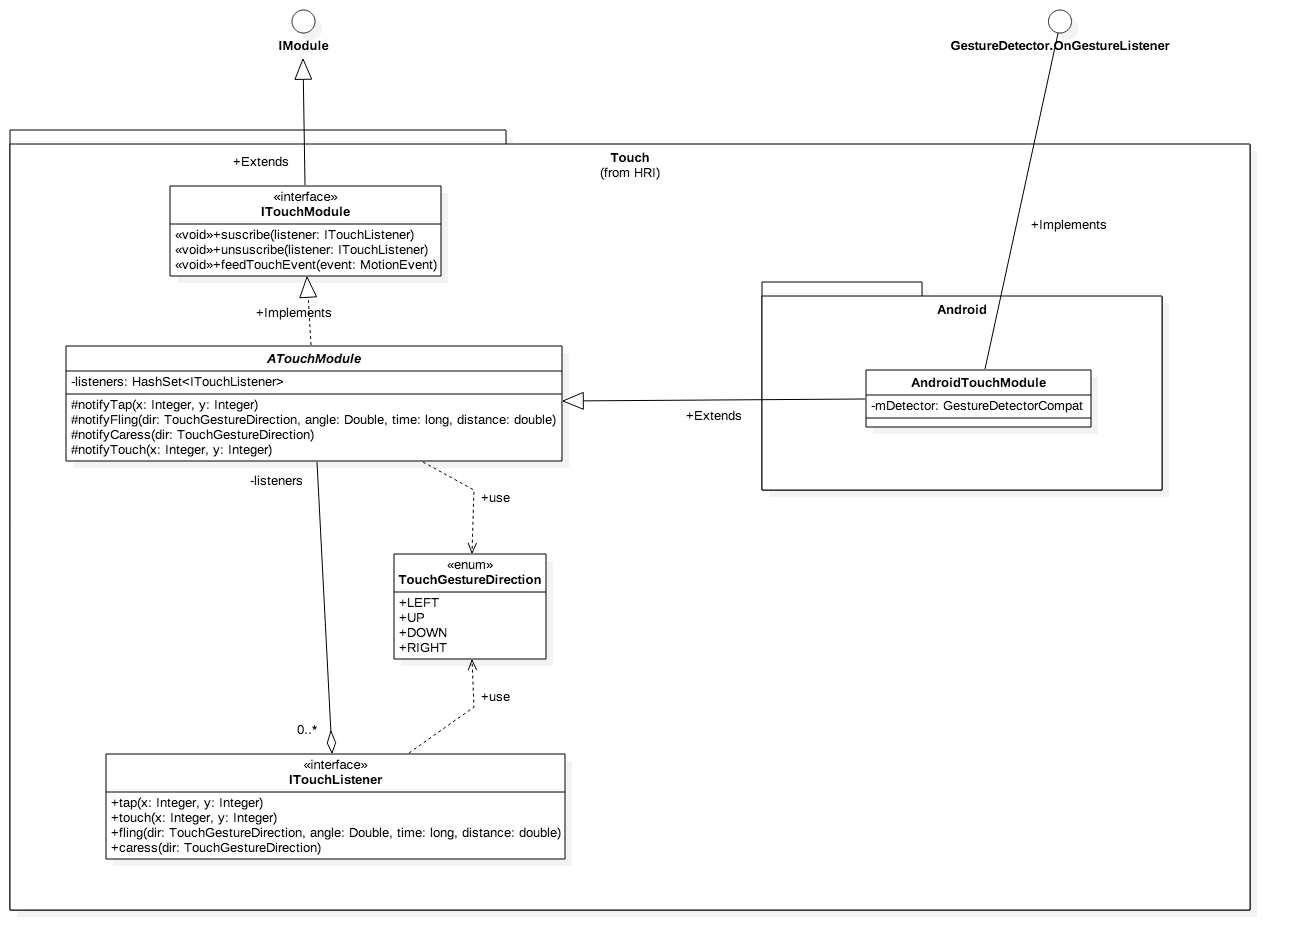 IModule
GestureDetector.OnGestureListener
+Extends
Touch
(from HRI)
«interface»
ITouchModule
«void»+suscribe(listener: ITouchListener)
«void»+unsuscribe(listener: ITouchListener)
«void»+feedTouchEvent(event: MotionEvent)
+Implements
+Implements
Android
ATouchModule
-listeners: HashSet<ITouchListener>
#notifyTap(x: Integer, y: Integer)
#notifyFling(dir: TouchGestureDirection, angle: Double, time: long, distance: double)
#notifyCaress(dir: TouchGestureDirection)
#notifyTouch(x: Integer, y: Integer)
+Extends
AndroidTouchModule
-mDetector: GestureDetectorCompat
-listeners
+use
«enum»
TouchGestureDirection
+LEFT
+UP
+DOWN
+RIGHT
+use
0..*
«interface»
ITouchListener
+tap(x: Integer, y: Integer)
+touch(x: Integer, y: Integer)
+fling(dir: TouchGestureDirection, angle: Double, time: long, distance: double)
+caress(dir: TouchGestureDirection)